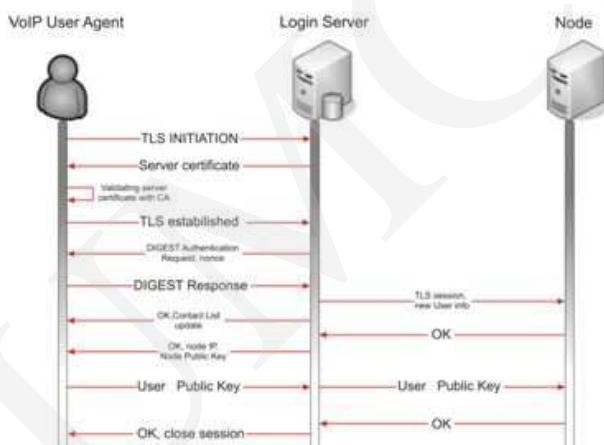 VoIP User Agent
Login Server
Node
TLS INITIATION
Server certificate
Validating server
certificate with CA
TLS estabilished
DIGEST Authentication
Request, nonce
DIGEST Response
TLS session,
new User info
OK,Contact List
update
OK
OK, node IP,
Node Public Key
User Public Key
User Public Key
OK
OK, close session